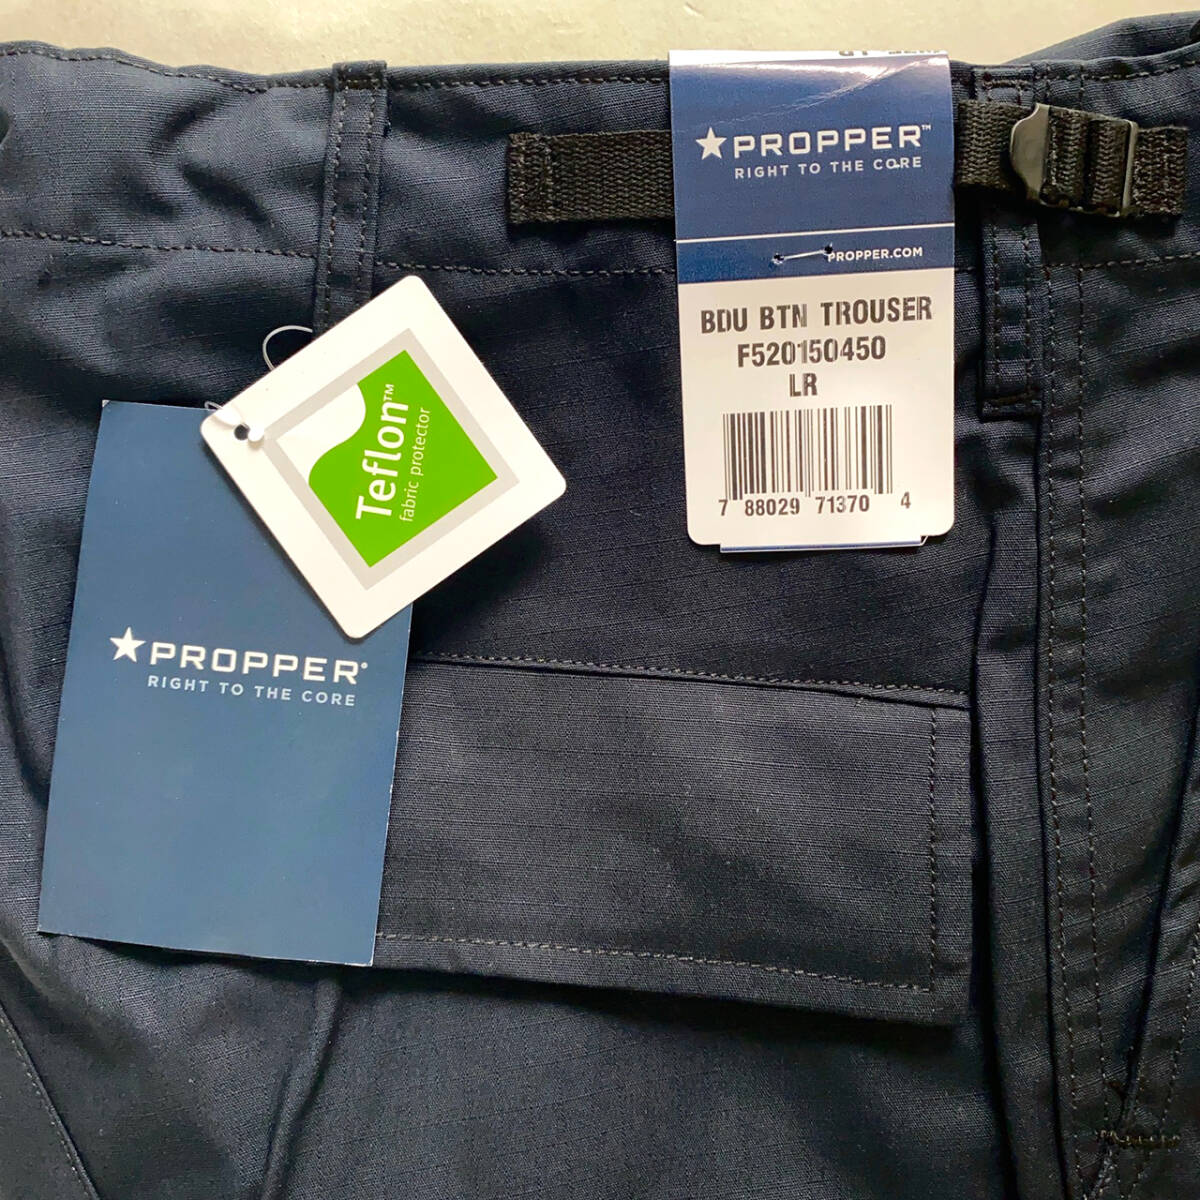 ★PROPPER™
RIGHT TO THE CORE
PROPPER.COM
BDU BTN TROUSER
F520150450
LR
7 88029 71370 4
Teflon™
fabric protector
★PROPPER®
RIGHT TO THE CORE